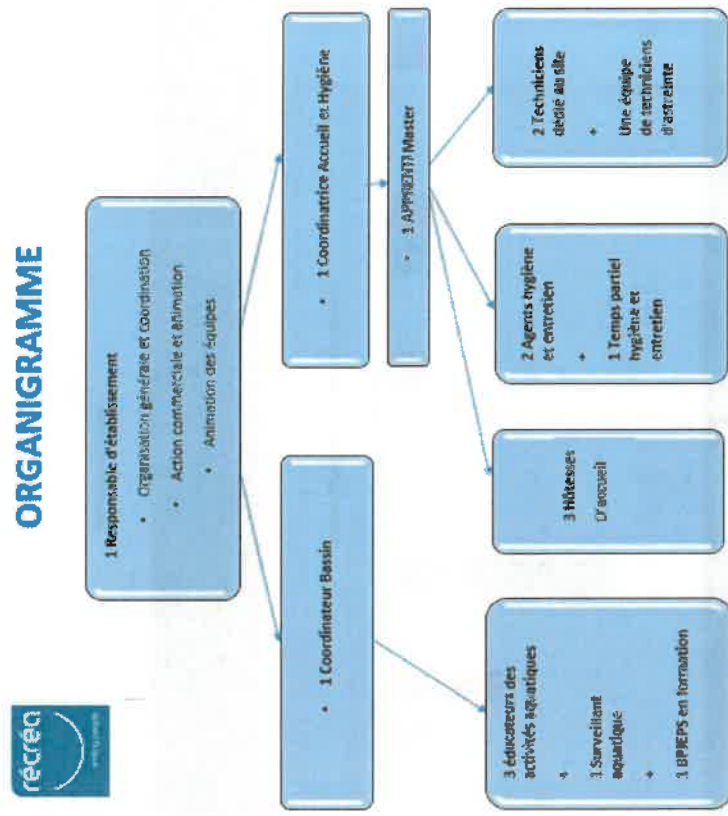 récréa
ORGANIGRAMME
1 Responsable d'établissement
• Organisation générale et coordination
• Action commerciale et animation
• Animation des équipes
• 1 Coordinateur Bassin
• 1 Coordinatrice Accueil et Hygiène
• 1 APPRENTI Master
3 éducateurs des
activités aquatiques
+
1 Surveillant
aquatique
+
1 BPJEPS en formation
3 Hôtesses
D'accueil
2 Agents hygiène
et entretien
+
1 Temps partiel
hygiène et
entretien
2 Techniciens
dédié au site
+
Une équipe
de techniciens
d'astreinte